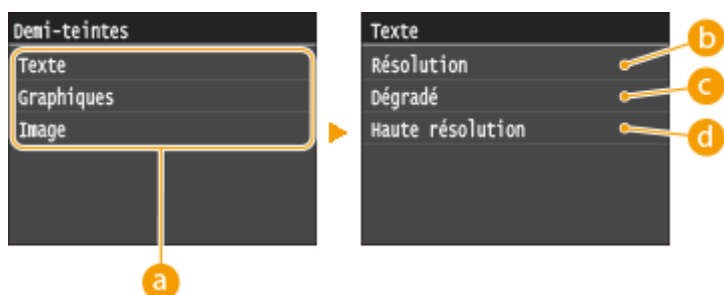 Demi-teintes
Texte
Graphiques
Image
a
Texte
Résolution
Dégradé
Haute résolution
b
c
d